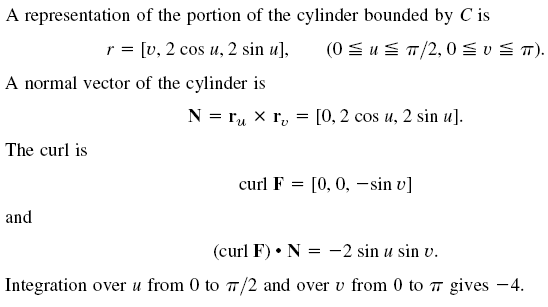 A representation of the portion of the cylinder bounded by C is
r = [v, 2 cos u, 2 sin u],   (0 ≦ u ≦ π/2, 0 ≦ v ≦ π).
A normal vector of the cylinder is
N = rᵤ × rᵥ = [0, 2 cos u, 2 sin u].
The curl is
curl F = [0, 0, −sin v]
and
(curl F) • N = −2 sin u sin v.
Integration over u from 0 to π/2 and over v from 0 to π gives −4.